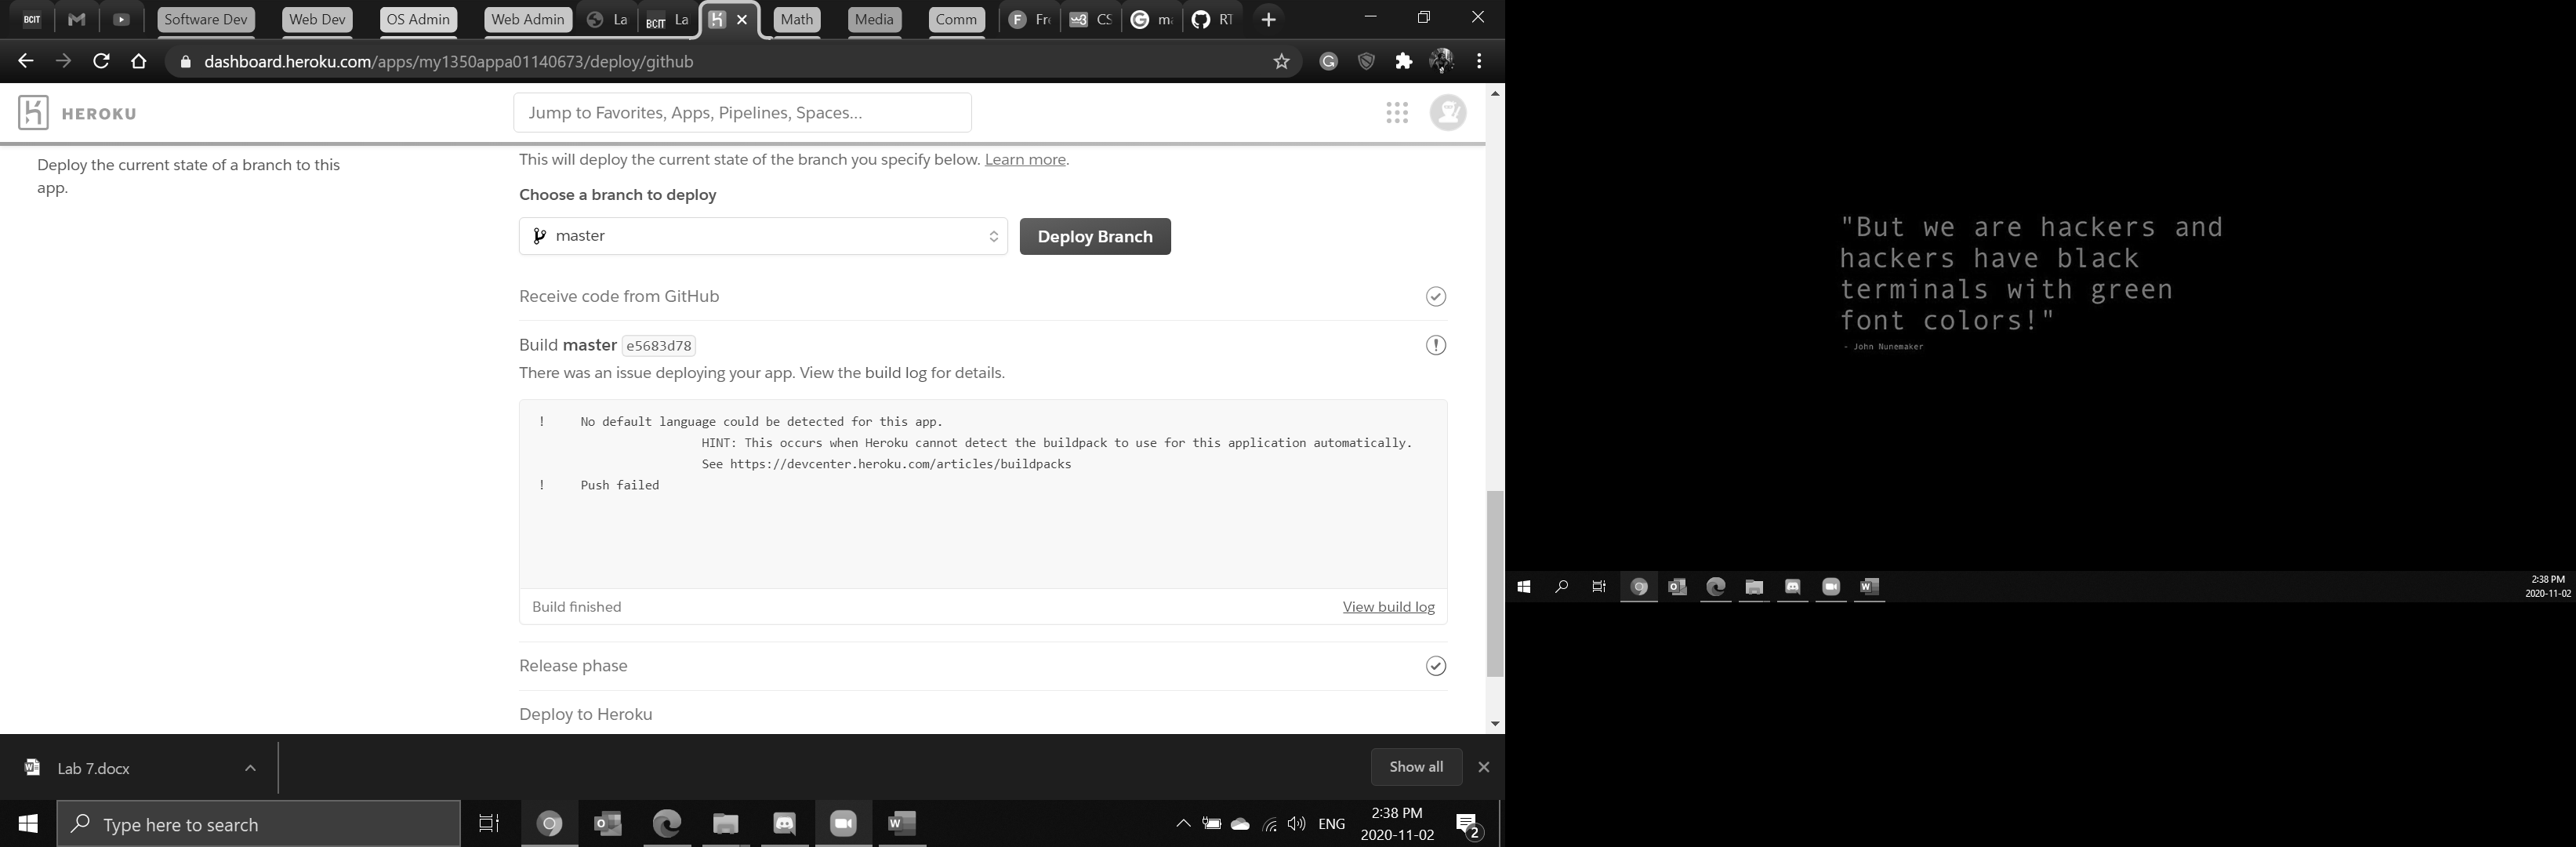 BCIT
Software Dev
Web Dev
OS Admin
Web Admin
La
BCIT
La
Math
Media
Comm
F
Fr
w3
CS
RT
dashboard.heroku.com/apps/my1350appa01140673/deploy/github
HEROKU
Jump to Favorites, Apps, Pipelines, Spaces...
Deploy the current state of a branch to this
app.
This will deploy the current state of the branch you specify below. Learn more.
Choose a branch to deploy
master
Deploy Branch
Receive code from GitHub
Build master e5683d78
There was an issue deploying your app. View the build log for details.
! No default language could be detected for this app.
HINT: This occurs when Heroku cannot detect the buildpack to use for this application automatically.
See https://devcenter.heroku.com/articles/buildpacks
! Push failed
Build finished
View build log
Release phase
Deploy to Heroku
Lab 7.docx
Show all
Type here to search
ENG
2:38 PM
2020-11-02
2
"But we are hackers and
hackers have black
terminals with green
font colors!"
- John Nunemaker
2:38 PM
2020-11-02